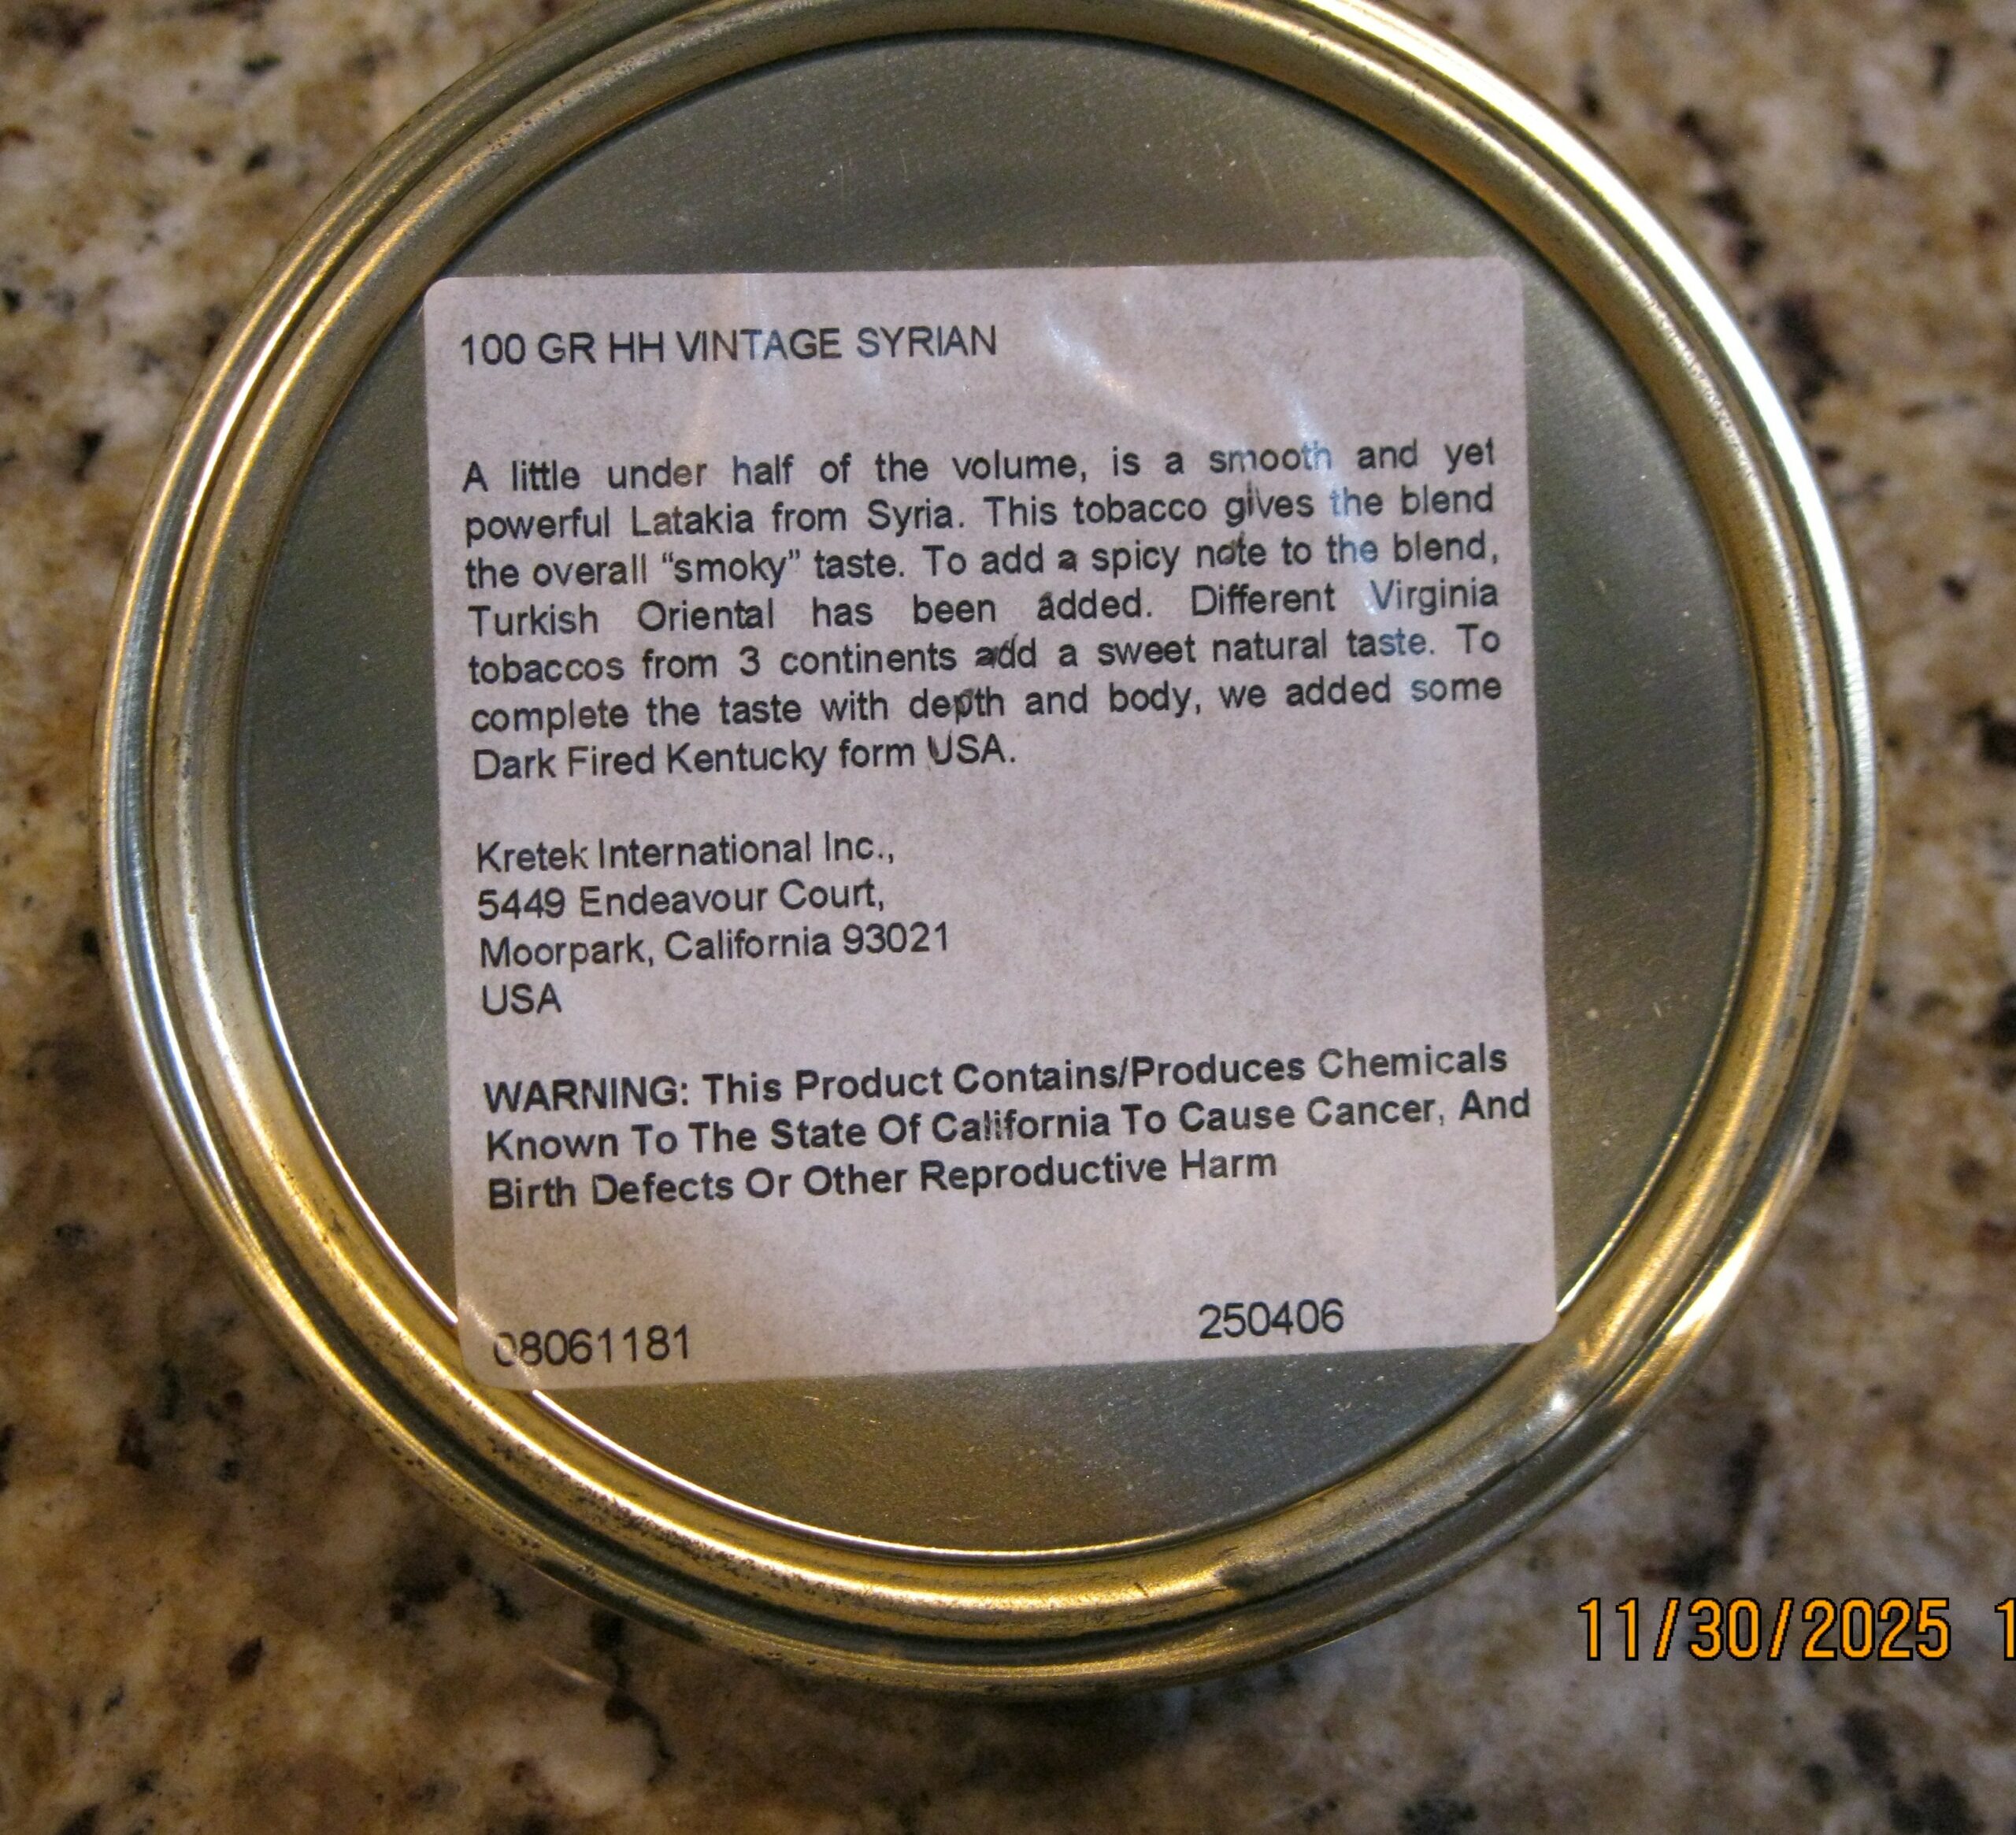 100 GR HH VINTAGE SYRIAN
A little under half of the volume, is a smooth and yet
powerful Latakia from Syria. This tobacco gives the blend
the overall “smoky” taste. To add a spicy note to the blend,
Turkish Oriental has been added. Different Virginia
tobaccos from 3 continents add a sweet natural taste. To
complete the taste with depth and body, we added some
Dark Fired Kentucky form USA.
Kretek International Inc.,
5449 Endeavour Court,
Moorpark, California 93021
USA
WARNING: This Product Contains/Produces Chemicals
Known To The State Of California To Cause Cancer, And
Birth Defects Or Other Reproductive Harm
08061181 250406
11/30/2025 1